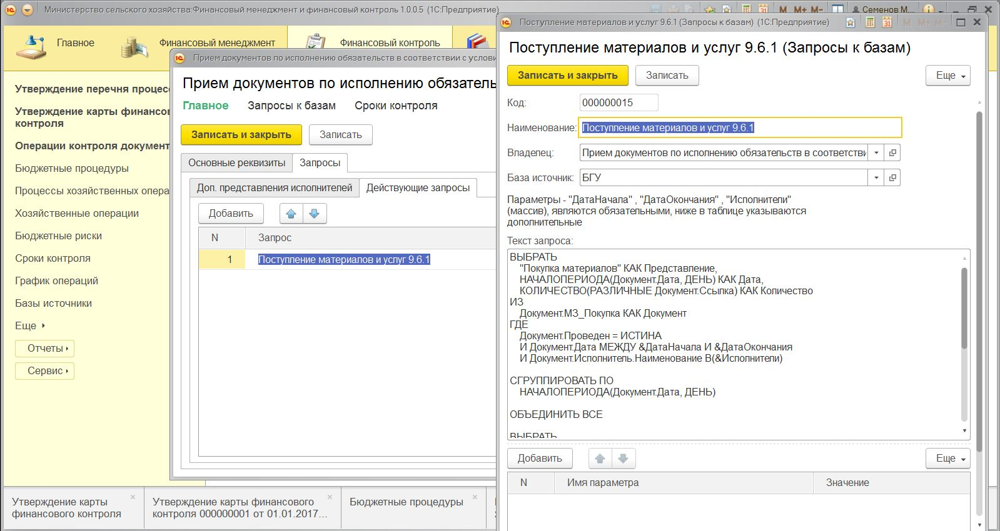 Министерство сельского хозяйства:Финансовый менеджмент и финансовый контроль 1.0.0.5 (1С:Предприятие)
M M+ M-
Семенов М....
Главное
Финансовый менеджмент
Финансовый контроль
Утверждение перечня процесс
Утверждение карты финансов
контроля
Операции контроля документ
Бюджетные процедуры
Процессы хозяйственных опера
Хозяйственные операции
Бюджетные риски
Сроки контроля
График операций
Базы источники
Еще
Отчеты
Сервис
Прием документов по исполнению обязательств в соответствии с услови
Прием документов по исполнению обязатель
Главное
Запросы к базам
Сроки контроля
Записать и закрыть
Записать
Основные реквизиты
Запросы
Доп. представления исполнителей
Действующие запросы
Добавить
N
Запрос
1
Поступление материалов и услуг 9.6.1
Поступление материалов и услуг 9.6.1 (Запросы к базам) (1С:Предприятие)
31
M M+ M-
Поступление материалов и услуг 9.6.1 (Запросы к базам)
Записать и закрыть
Записать
Еще
Код:
000000015
Наименование:
Поступление материалов и услуг 9.6.1
Владелец:
Прием документов по исполнению обязательств в соответстви
База источник:
БГУ
Параметры - "ДатаНачала" , "ДатаОкончания" , "Исполнители"
(массив), являются обязательными, ниже в таблице указываются
дополнительные
Текст запроса:
ВЫБРАТЬ
"Покупка материалов" КАК Представление,
НАЧАЛОПЕРИОДА(Документ.Дата, ДЕНЬ) КАК Дата,
КОЛИЧЕСТВО(РАЗЛИЧНЫЕ Документ.Ссылка) КАК Количество
ИЗ
Документ.МЗ_Покупка КАК Документ
ГДЕ
Документ.Проведен = ИСТИНА
И Документ.Дата МЕЖДУ &ДатаНачала И &ДатаОкончания
И Документ.Исполнитель.Наименование В(&Исполнители)
СГРУППИРОВАТЬ ПО
НАЧАЛОПЕРИОДА(Документ.Дата, ДЕНЬ)
ОБЪЕДИНИТЬ ВСЕ
ВЫБРАТЬ
Добавить
Еще
N
Имя параметра
Значение
Утверждение карты
финансового контроля
Утверждение карты финансового
контроля 000000001 от 01.01.2017...
Бюджетные процедуры